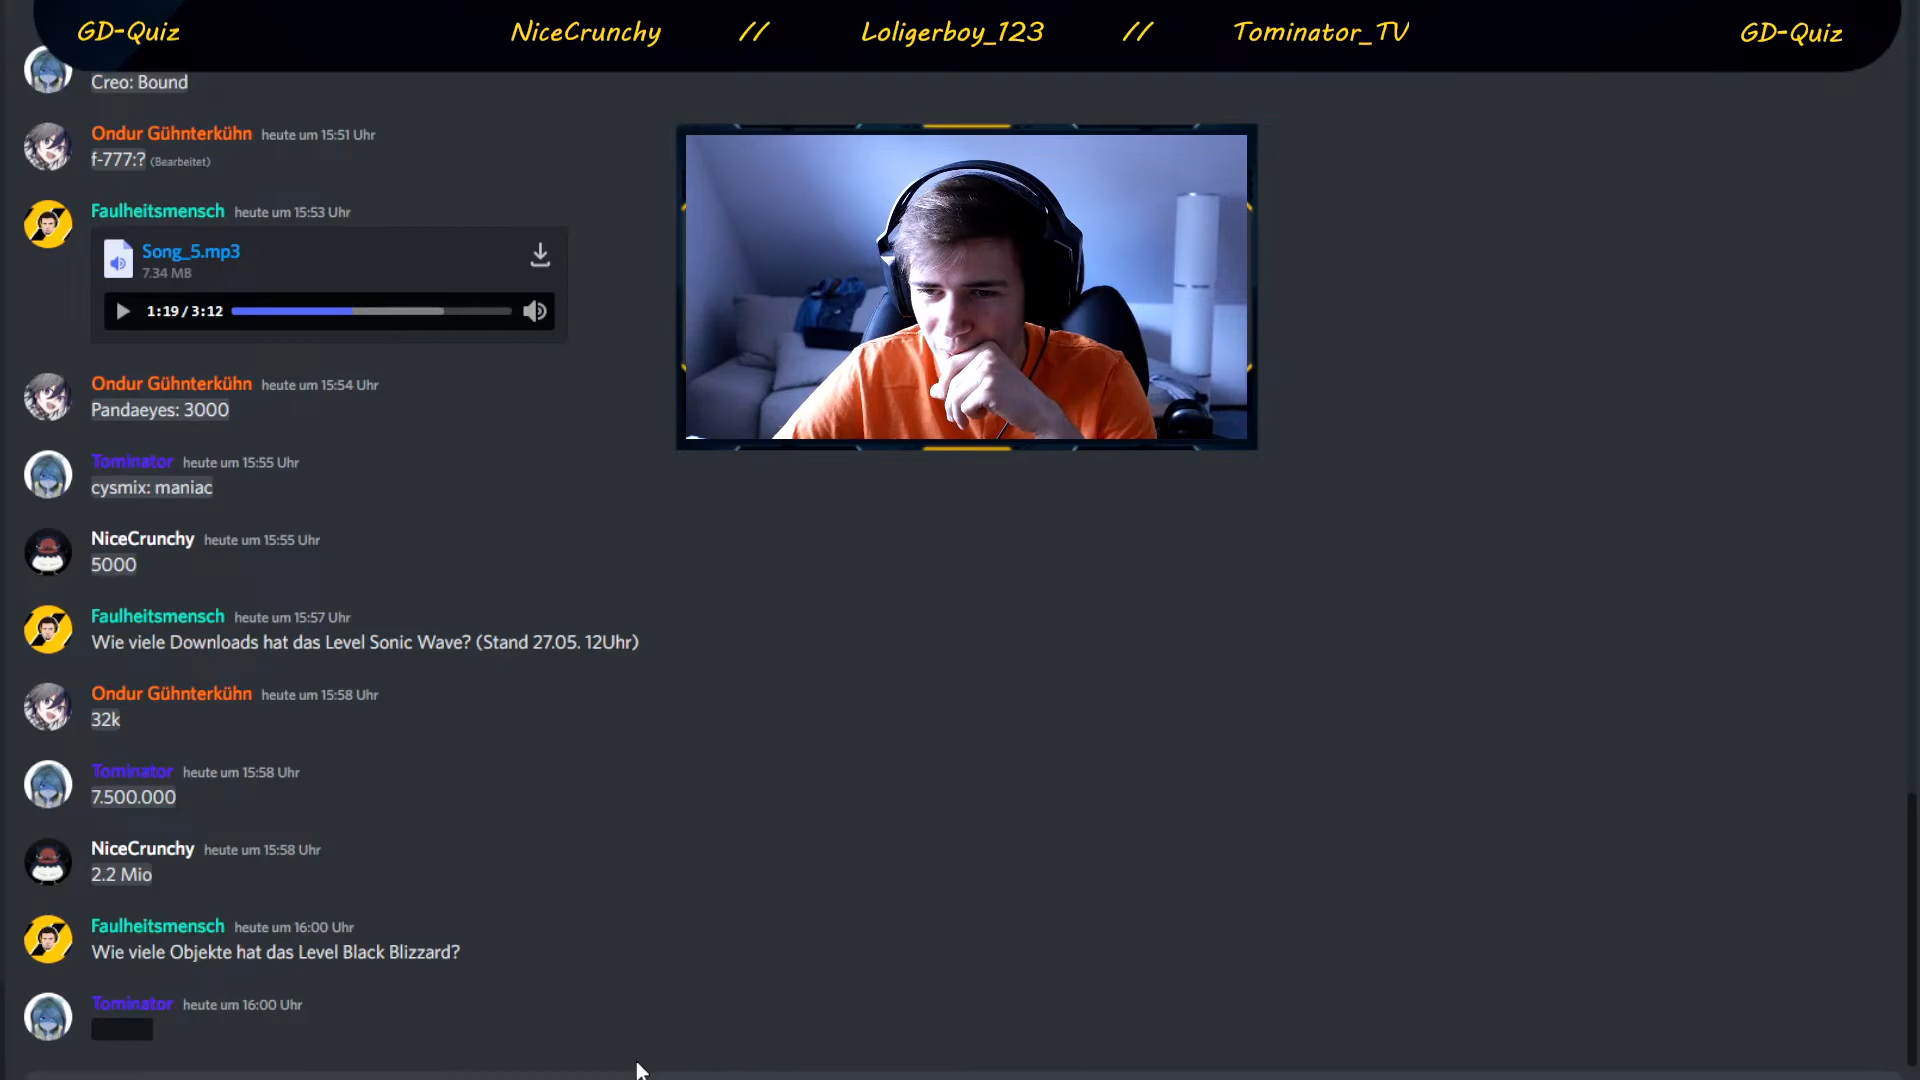 GD-Quiz NiceCrunchy // Loligerboy_123 // Tominator_TV GD-Quiz
Creo: Bound
Ondur Gühnterkühn heute um 15:51 Uhr
f-777:? (Bearbeitet)
Faulheitsmensch heute um 15:53 Uhr
Song_5.mp3
7.34 MB
1:19/3:12
Ondur Gühnterkühn heute um 15:54 Uhr
Pandaeyes: 3000
Tominator heute um 15:55 Uhr
cysmix: maniac
NiceCrunchy heute um 15:55 Uhr
5000
Faulheitsmensch heute um 15:57 Uhr
Wie viele Downloads hat das Level Sonic Wave? (Stand 27.05. 12Uhr)
Ondur Gühnterkühn heute um 15:58 Uhr
32k
Tominator heute um 15:58 Uhr
7.500.000
NiceCrunchy heute um 15:58 Uhr
2.2 Mio
Faulheitsmensch heute um 16:00 Uhr
Wie viele Objekte hat das Level Black Blizzard?
Tominator heute um 16:00 Uhr